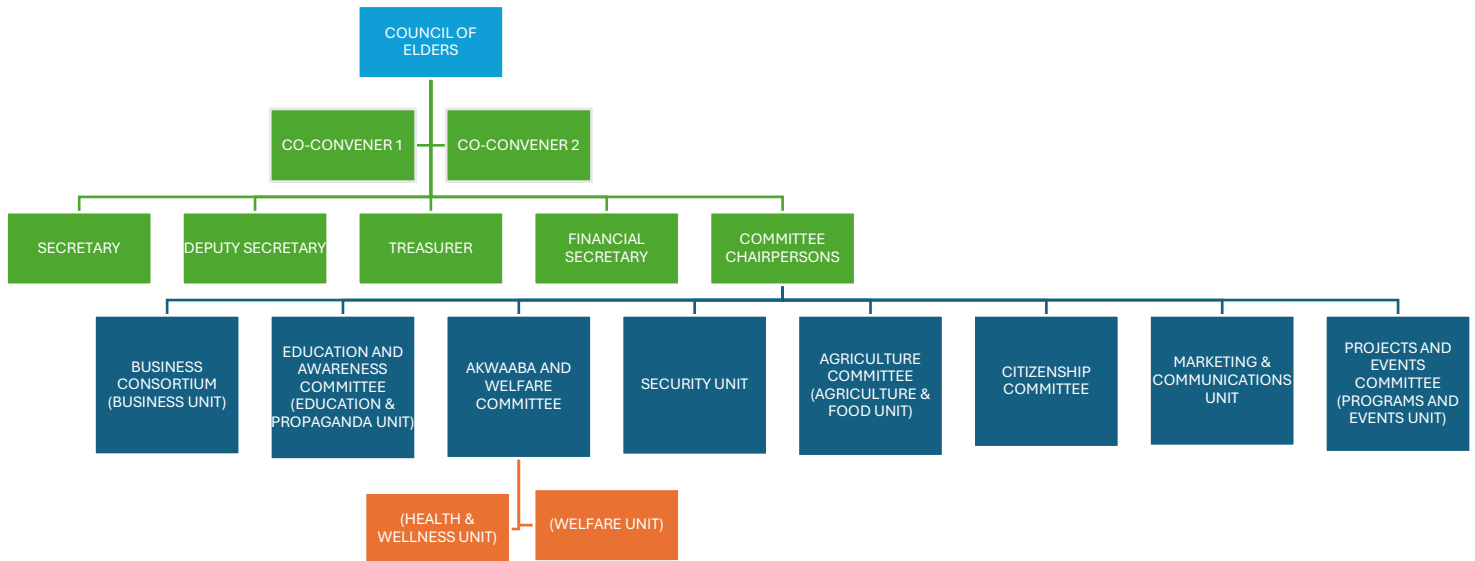 COUNCIL OF
ELDERS
CO-CONVENER 1
CO-CONVENER 2
SECRETARY
DEPUTY SECRETARY
TREASURER
FINANCIAL
SECRETARY
COMMITTEE
CHAIRPERSONS
BUSINESS
CONSORTIUM
(BUSINESS UNIT)
EDUCATION AND
AWARENESS
COMMITTEE
(EDUCATION &
PROPAGANDA UNIT)
AKWAABA AND
WELFARE
COMMITTEE
SECURITY UNIT
AGRICULTURE
COMMITTEE
(AGRICULTURE &
FOOD UNIT)
CITIZENSHIP
COMMITTEE
MARKETING &
COMMUNICATIONS
UNIT
PROJECTS AND
EVENTS
COMMITTEE
(PROGRAMS AND
EVENTS UNIT)
(HEALTH &
WELLNESS UNIT)
(WELFARE UNIT)